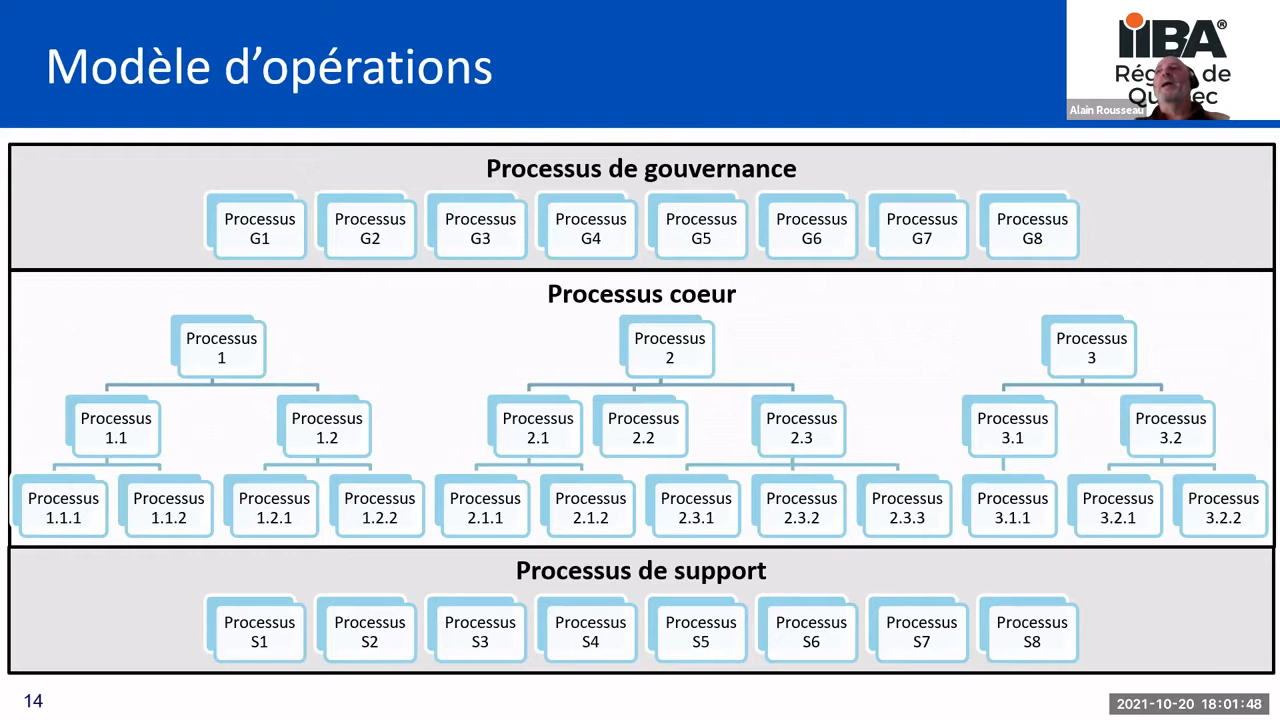 Modèle d'opérations
iiBA®
Région de
Québec
Alain Rousseau
Processus de gouvernance
Processus
G1
Processus
G2
Processus
G3
Processus
G4
Processus
G5
Processus
G6
Processus
G7
Processus
G8
Processus coeur
Processus
1
Processus
2
Processus
3
Processus
1.1
Processus
1.2
Processus
2.1
Processus
2.2
Processus
2.3
Processus
3.1
Processus
3.2
Processus
1.1.1
Processus
1.1.2
Processus
1.2.1
Processus
1.2.2
Processus
2.1.1
Processus
2.1.2
Processus
2.3.1
Processus
2.3.2
Processus
2.3.3
Processus
3.1.1
Processus
3.2.1
Processus
3.2.2
Processus de support
Processus
S1
Processus
S2
Processus
S3
Processus
S4
Processus
S5
Processus
S6
Processus
S7
Processus
S8
14
2021-10-20 18:01:48